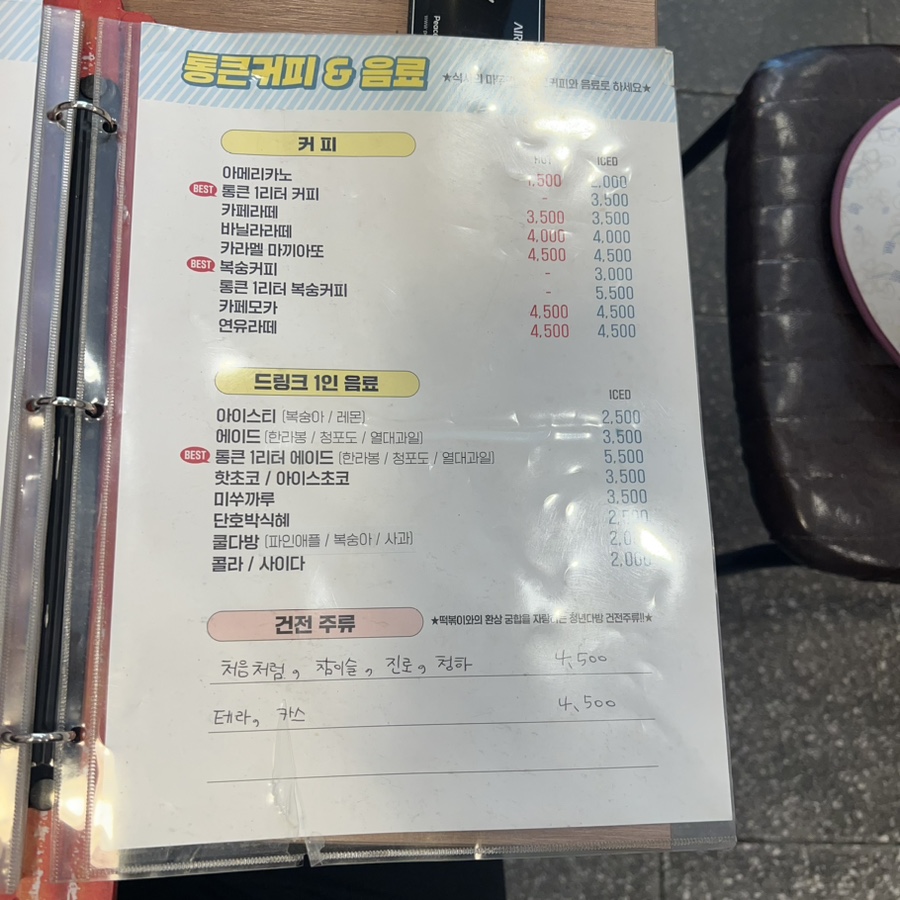 통큰커피 & 음료
커피와 음료로 하세요★
커 피
HOT ICED
아메리카노 1,500 2,000
BEST 통큰 1리터 커피 - 3,500
카페라떼 3,500 3,500
바닐라라떼 4,000 4,000
카라멜 마끼아또 4,500 4,500
BEST 복숭커피 - 3,000
통큰 1리터 복숭커피 - 5,500
카페모카 4,500 4,500
연유라떼 4,500 4,500
드링크 1인 음료
ICED
아이스티 (복숭아 / 레몬) 2,500
에이드 (한라봉 / 청포도 / 열대과일) 3,500
BEST 통큰 1리터 에이드 (한라봉 / 청포도 / 열대과일) 5,500
핫초코 / 아이스초코 3,500
미쑤까루 3,500
단호박식혜 2,500
쿨다방 (파인애플 / 복숭아 / 사과) 2,000
콜라 / 사이다 2,000
건전 주류 ★떡볶이와의 환상 궁합을 자랑하는 청년다방 건전주류!!★
처음처럼, 참이슬, 진로, 청하 4,500
테라, 카스 4,500